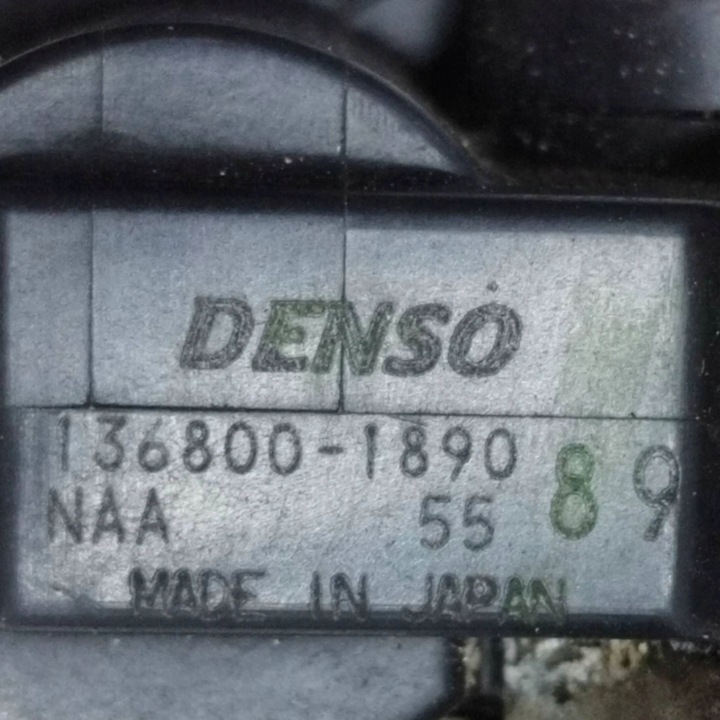 DENSO
136800-1890
NAA 55 89
MADE IN JAPAN